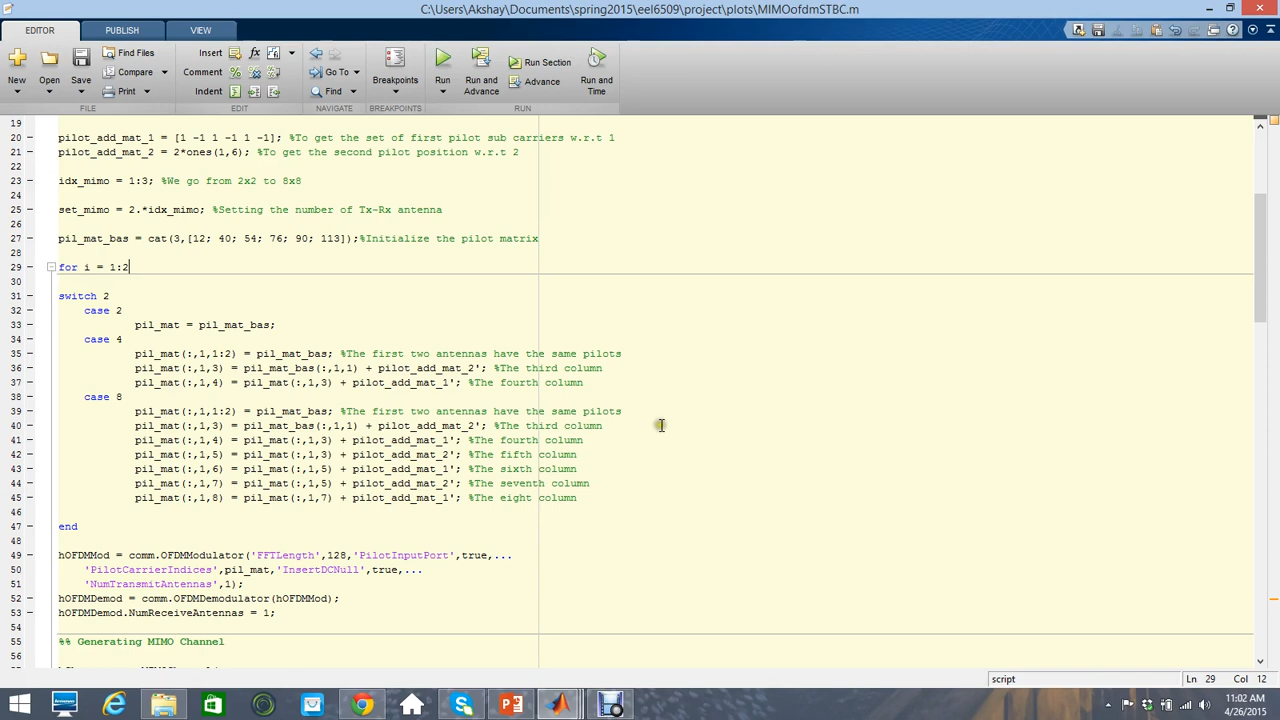 C:\Users\Akshay\Documents\spring2015\eel6509\project\plots\MIMOofdmSTBC.m
EDITOR PUBLISH VIEW
New Open Save Find Files Compare Print
Insert Comment Indent
Go To Find
Breakpoints
Run Run and Advance Run Section Advance Run and Time
FILE EDIT NAVIGATE BREAKPOINTS RUN
19
20 pilot_add_mat_1 = [1 -1 1 -1 1 -1]; %To get the set of first pilot sub carriers w.r.t 1
21 pilot_add_mat_2 = 2*ones(1,6); %To get the second pilot position w.r.t 2
22
23 idx_mimo = 1:3; %We go from 2x2 to 8x8
24
25 set_mimo = 2.*idx_mimo; %Setting the number of Tx-Rx antenna
26
27 pil_mat_bas = cat(3,[12; 40; 54; 76; 90; 113]);%Initialize the pilot matrix
28
29 for i = 1:2
30
31 switch 2
32 case 2
33 pil_mat = pil_mat_bas;
34 case 4
35 pil_mat(:,1,1:2) = pil_mat_bas; %The first two antennas have the same pilots
36 pil_mat(:,1,3) = pil_mat_bas(:,1,1) + pilot_add_mat_2'; %The third column
37 pil_mat(:,1,4) = pil_mat(:,1,3) + pilot_add_mat_1'; %The fourth column
38 case 8
39 pil_mat(:,1,1:2) = pil_mat_bas; %The first two antennas have the same pilots
40 pil_mat(:,1,3) = pil_mat_bas(:,1,1) + pilot_add_mat_2'; %The third column
41 pil_mat(:,1,4) = pil_mat(:,1,3) + pilot_add_mat_1'; %The fourth column
42 pil_mat(:,1,5) = pil_mat(:,1,3) + pilot_add_mat_2'; %The fifth column
43 pil_mat(:,1,6) = pil_mat(:,1,5) + pilot_add_mat_1'; %The sixth column
44 pil_mat(:,1,7) = pil_mat(:,1,5) + pilot_add_mat_2'; %The seventh column
45 pil_mat(:,1,8) = pil_mat(:,1,7) + pilot_add_mat_1'; %The eight column
46
47 end
48
49 hOFDMMod = comm.OFDMModulator('FFTLength',128,'PilotInputPort',true,...
50 'PilotCarrierIndices',pil_mat,'InsertDCNull',true,...
51 'NumTransmitAntennas',1);
52 hOFDMDemod = comm.OFDMDemodulator(hOFDMMod);
53 hOFDMDemod.NumReceiveAntennas = 1;
54
55 %% Generating MIMO Channel
56
script Ln 29 Col 12
11:02 AM
4/26/2015